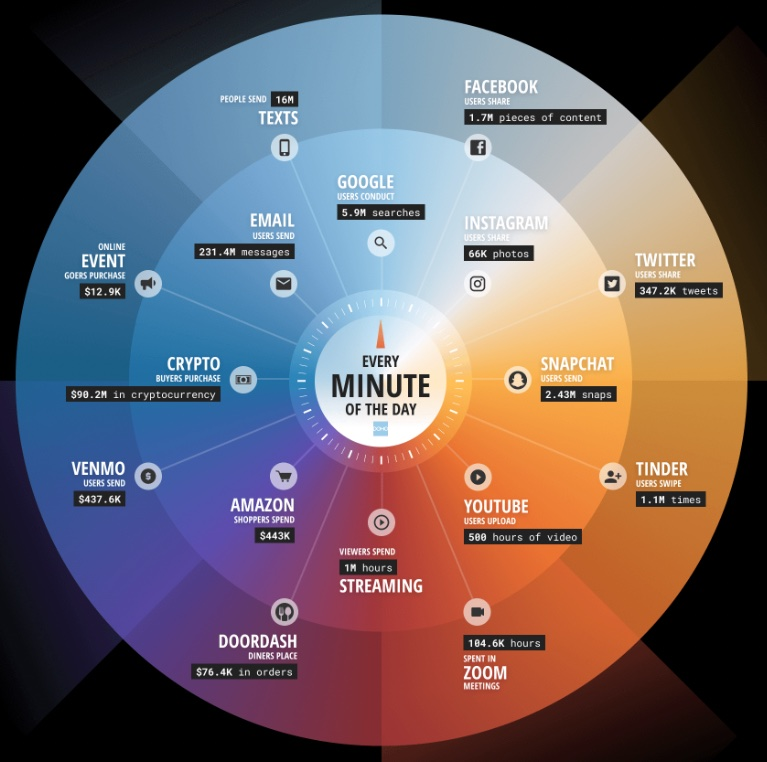 PEOPLE SEND 16M
TEXTS
FACEBOOK
USERS SHARE
1.7M pieces of content
GOOGLE
USERS CONDUCT
5.9M searches
EMAIL
USERS SEND
231.4M messages
INSTAGRAM
USERS SHARE
66K photos
ONLINE
EVENT
GOERS PURCHASE
$12.9K
TWITTER
USERS SHARE
347.2K tweets
CRYPTO
BUYERS PURCHASE
$90.2M in cryptocurrency
EVERY
MINUTE
OF THE DAY
DOMO
SNAPCHAT
USERS SEND
2.43M snaps
VENMO
USERS SEND
$437.6K
AMAZON
SHOPPERS SPEND
$443K
YOUTUBE
USERS UPLOAD
500 hours of video
TINDER
USERS SWIPE
1.1M times
VIEWERS SPEND
1M hours
STREAMING
DOORDASH
DINERS PLACE
$76.4K in orders
104.6K hours
SPENT IN
ZOOM
MEETINGS